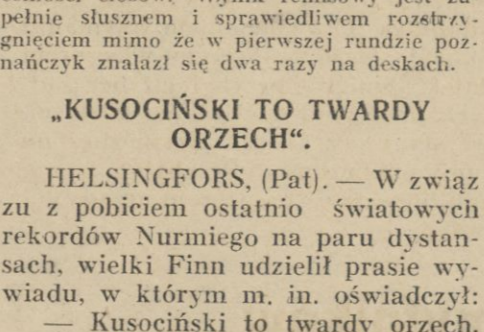 pełnie słusznem i sprawiedliwem rozstrzy-
gnięciem mimo że w pierwszej rundzie poz-
nańczyk znalazł się dwa razy na deskach.
„KUSOCIŃSKI TO TWARDY
ORZECH“.
HELSINGFORS, (Pat). — W związ
zu z pobiciem ostatnio światowych
rekordów Nurmiego na paru dystan-
sach, wielki Finn udzielił prasie wy-
wiadu, w którym m. in. oświadczył:
— Kusociński to twardy orzech.